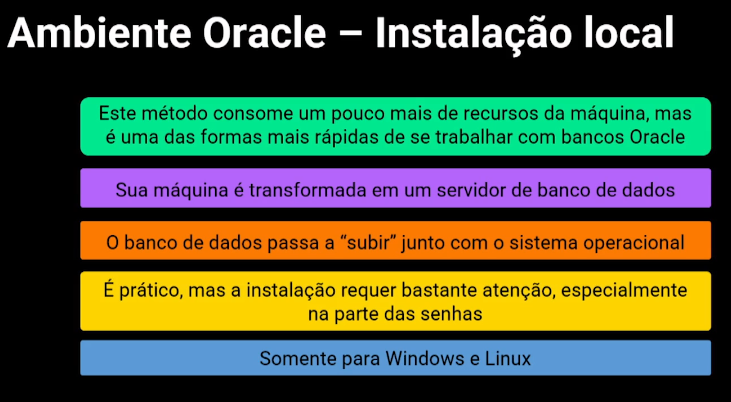 Ambiente Oracle – Instalação local
Este método consome um pouco mais de recursos da máquina, mas
é uma das formas mais rápidas de se trabalhar com bancos Oracle
Sua máquina é transformada em um servidor de banco de dados
O banco de dados passa a “subir” junto com o sistema operacional
É prático, mas a instalação requer bastante atenção, especialmente
na parte das senhas
Somente para Windows e Linux